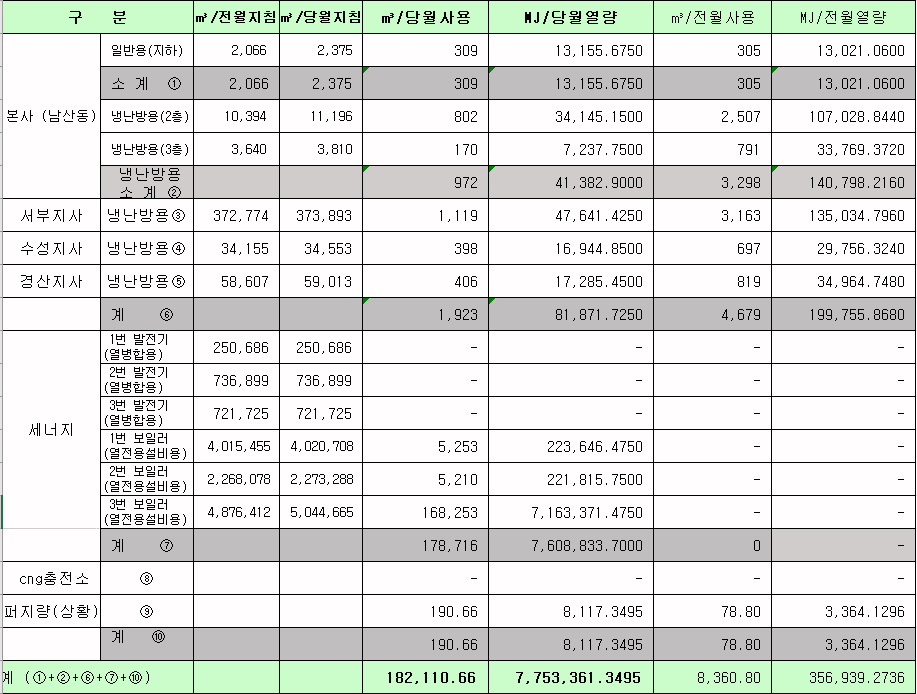 구 분 ㎥/전월지침 ㎥/당월지침 ㎥/당월사용 MJ/당월열량 ㎥/전월사용 MJ/전월열량
본사 (남산동)
일반용(지하) 2,066 2,375 309 13,155.6750 305 13,021.0600
소 계 ① 2,066 2,375 309 13,155.6750 305 13,021.0600
냉난방용(2층) 10,394 11,196 802 34,145.1500 2,507 107,028.8440
냉난방용(3층) 3,640 3,810 170 7,237.7500 791 33,769.3720
냉난방용
소 계 ② 972 41,382.9000 3,298 140,798.2160
서부지사 냉난방용③ 372,774 373,893 1,119 47,641.4250 3,163 135,034.7960
수성지사 냉난방용④ 34,155 34,553 398 16,944.8500 697 29,756.3240
경산지사 냉난방용⑤ 58,607 59,013 406 17,285.4500 819 34,964.7480
계 ⑥ 1,923 81,871.7250 4,679 199,755.8680
세너지
1번 발전기
(열병합용) 250,686 250,686 - - - -
2번 발전기
(열병합용) 736,899 736,899 - - - -
3번 발전기
(열병합용) 721,725 721,725 - - - -
1번 보일러
(열전용설비용) 4,015,455 4,020,708 5,253 223,646.4750 - -
2번 보일러
(열전용설비용) 2,268,078 2,273,288 5,210 221,815.7500 - -
3번 보일러
(열전용설비용) 4,876,412 5,044,665 168,253 7,163,371.4750 - -
계 ⑦ 178,716 7,608,833.7000 0 -
cng충전소 ⑧ - - - -
퍼지량(상황) ⑨ 190.66 8,117.3495 78.80 3,364.1296
계 ⑩ 190.66 8,117.3495 78.80 3,364.1296
계 (①+②+⑥+⑦+⑩) 182,110.66 7,753,361.3495 8,360.80 356,939.2736